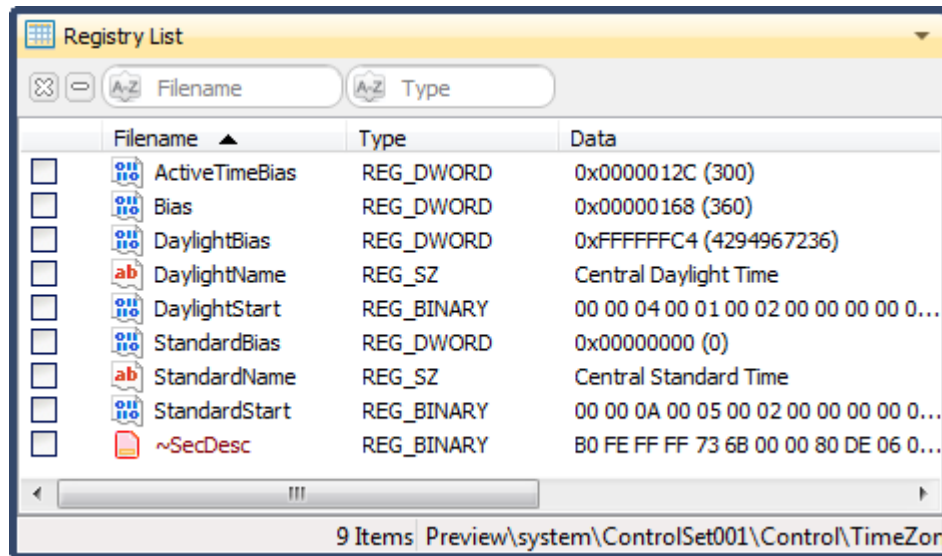 Registry List
A-Z Filename A-Z Type
Filename Type Data
ActiveTimeBias REG_DWORD 0x0000012C (300)
Bias REG_DWORD 0x00000168 (360)
DaylightBias REG_DWORD 0xFFFFFFC4 (4294967236)
ab DaylightName REG_SZ Central Daylight Time
DaylightStart REG_BINARY 00 00 04 00 01 00 02 00 00 00 00 0...
StandardBias REG_DWORD 0x00000000 (0)
ab StandardName REG_SZ Central Standard Time
StandardStart REG_BINARY 00 00 0A 00 05 00 02 00 00 00 00 0...
~SecDesc REG_BINARY B0 FE FF FF 73 6B 00 00 80 DE 06 0...
9 Items Preview\system\ControlSet001\Control\TimeZon